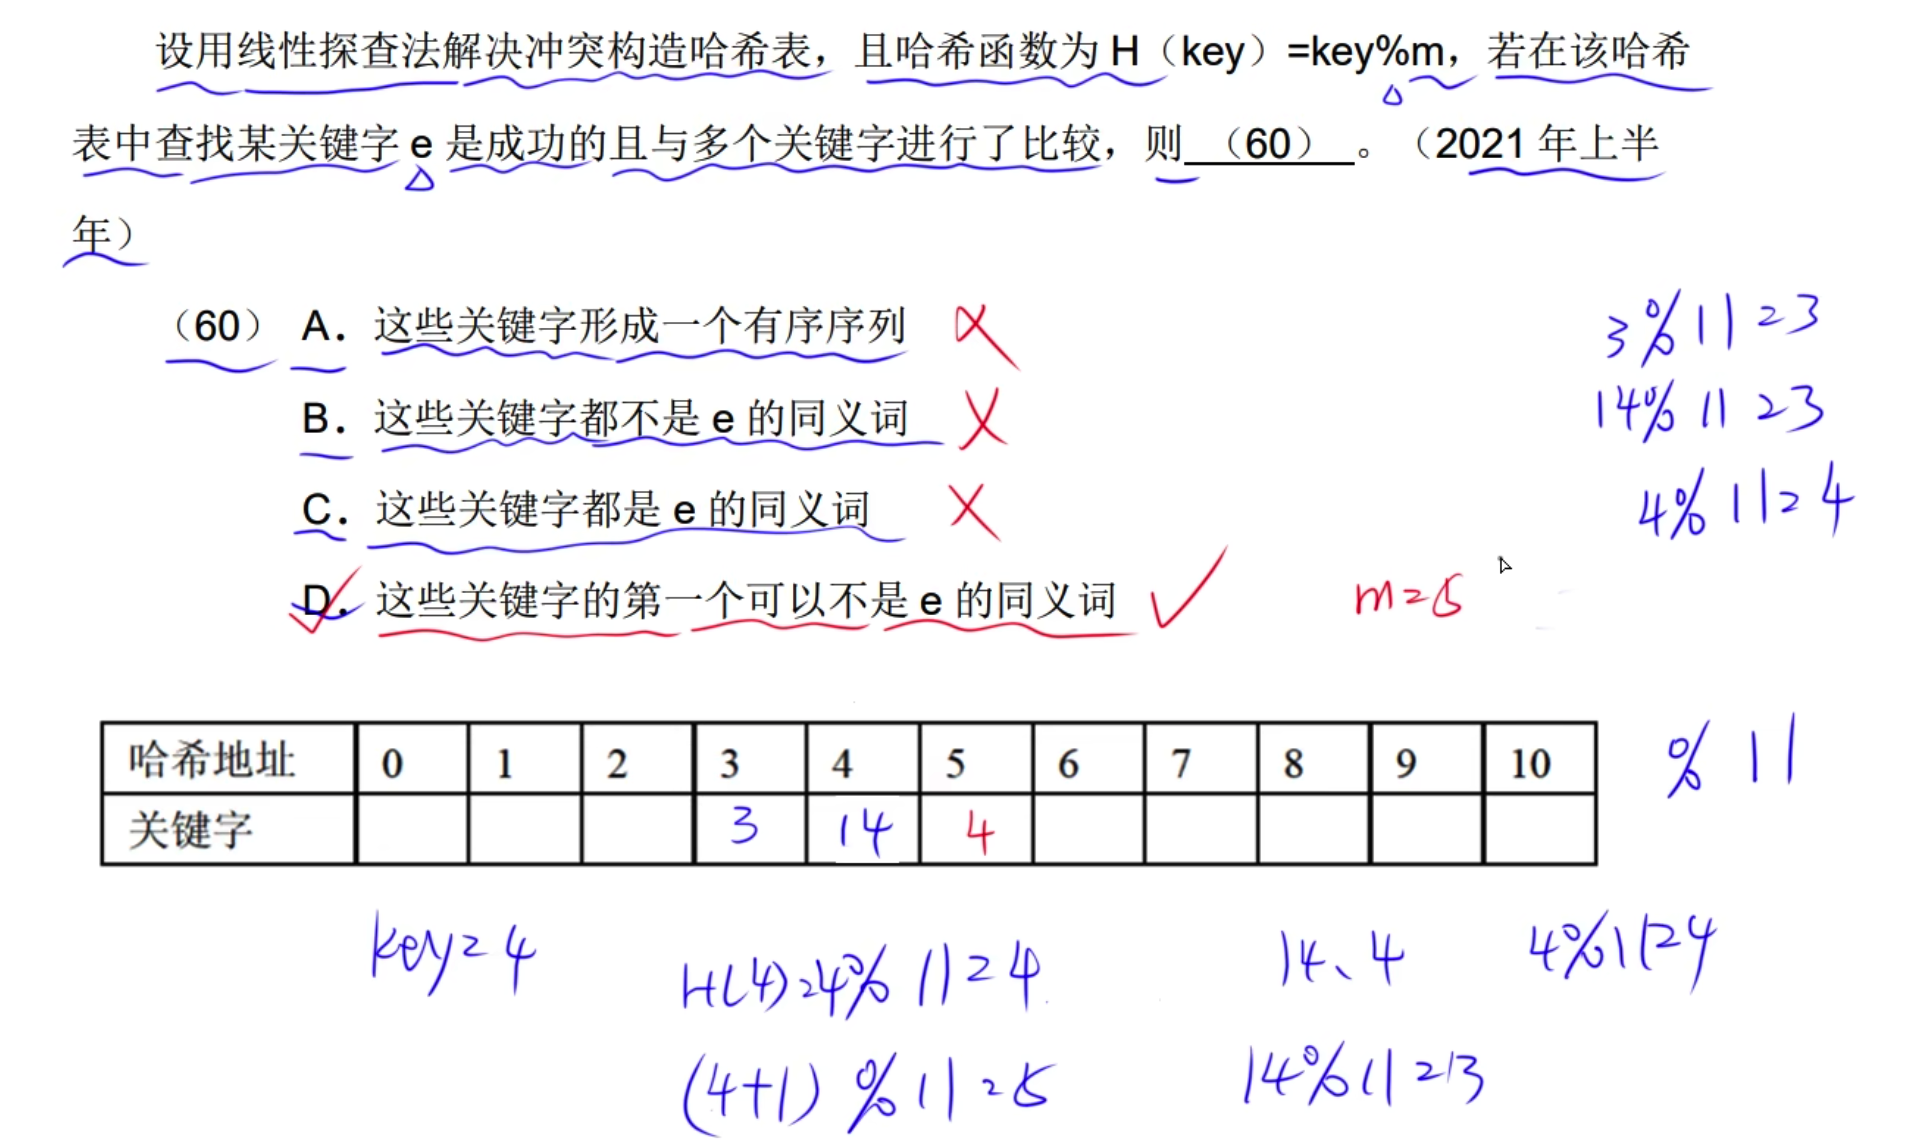 设用线性探查法解决冲突构造哈希表，且哈希函数为 H（key）=key%m，若在该哈希
表中查找某关键字 e 是成功的且与多个关键字进行了比较，则 （60） 。（2021 年上半
年）
（60） A．这些关键字形成一个有序序列
3%11=3
B．这些关键字都不是 e 的同义词
14%11=3
C．这些关键字都是 e 的同义词
4%11=4
D．这些关键字的第一个可以不是 e 的同义词
m=5
哈希地址 0 1 2 3 4 5 6 7 8 9 10
%11
关键字 3 14 4
key=4
H(4)=4%11=4
14、4
4%11=4
(4+1)%11=5
14%11=3